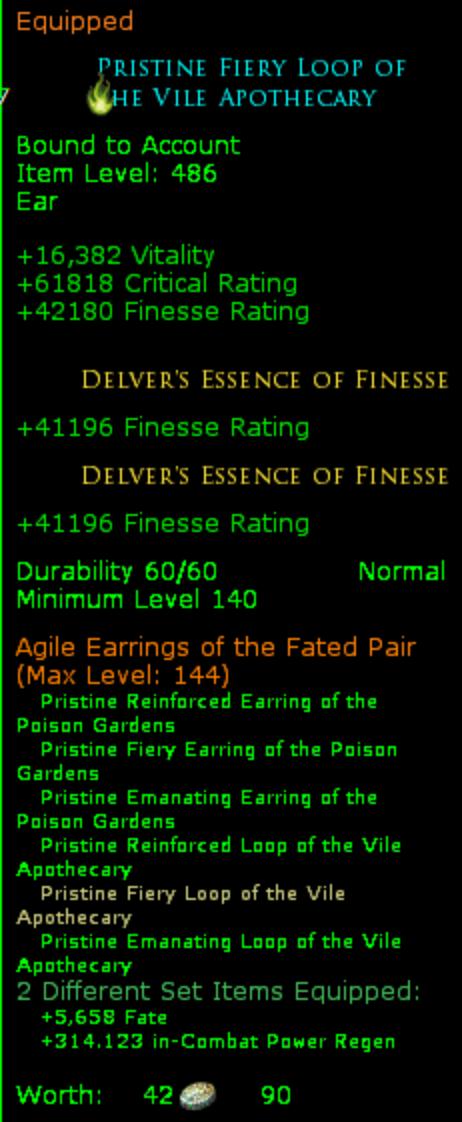 Equipped
Pristine Fiery Loop of
he Vile Apothecary
Bound to Account
Item Level: 486
Ear
+16,382 Vitality
+61818 Critical Rating
+42180 Finesse Rating
Delver's Essence of Finesse
+41196 Finesse Rating
Delver's Essence of Finesse
+41196 Finesse Rating
Durability 60/60 Normal
Minimum Level 140
Agile Earrings of the Fated Pair
(Max Level: 144)
Pristine Reinforced Earring of the
Poison Gardens
Pristine Fiery Earring of the Poison
Gardens
Pristine Emanating Earring of the
Poison Gardens
Pristine Reinforced Loop of the Vile
Apothecary
Pristine Fiery Loop of the Vile
Apothecary
Pristine Emanating Loop of the Vile
Apothecary
2 Different Set Items Equipped:
+5,658 Fate
+314.123 in-Combat Power Regen
Worth: 42 90